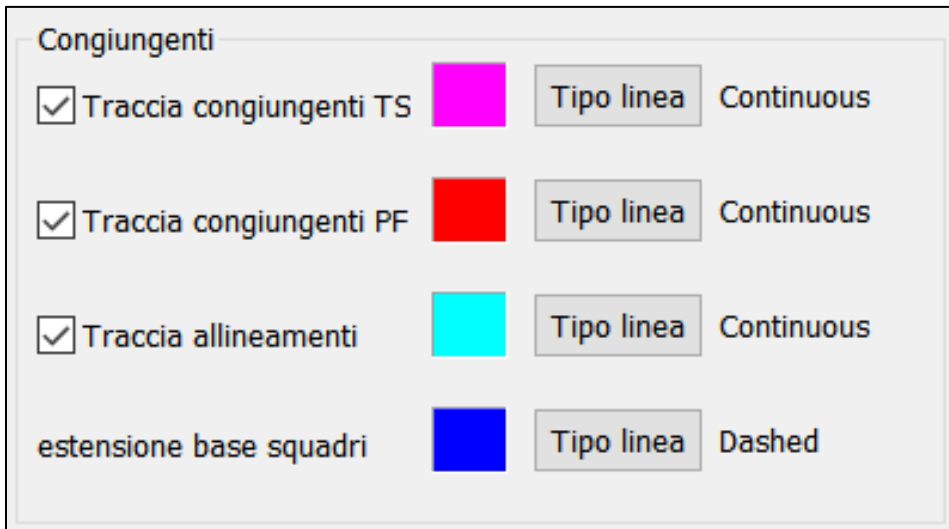 Congiungenti
Traccia congiungenti TS Tipo linea Continuous
Traccia congiungenti PF Tipo linea Continuous
Traccia allineamenti Tipo linea Continuous
estensione base squadri Tipo linea Dashed